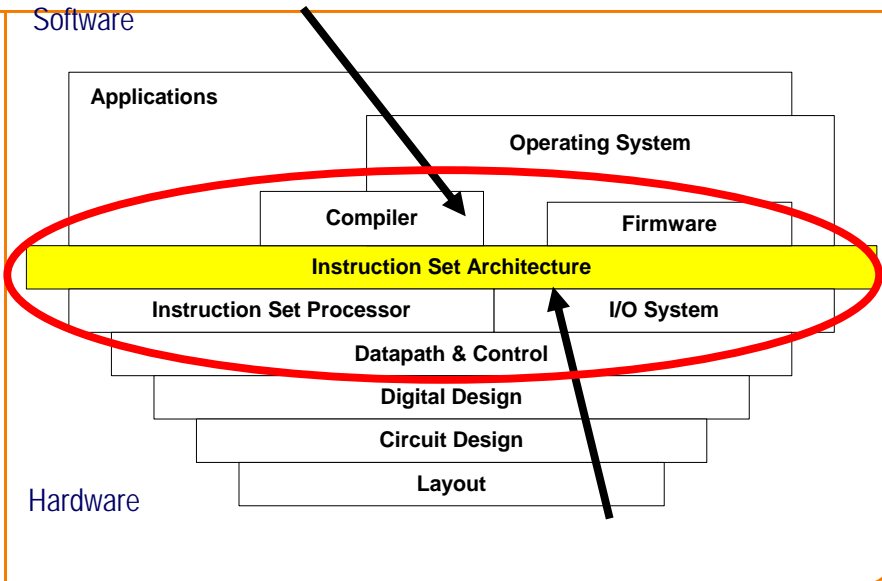 Software
Applications
Operating System
Compiler
Firmware
Instruction Set Architecture
Instruction Set Processor
I/O System
Datapath & Control
Digital Design
Circuit Design
Layout
Hardware